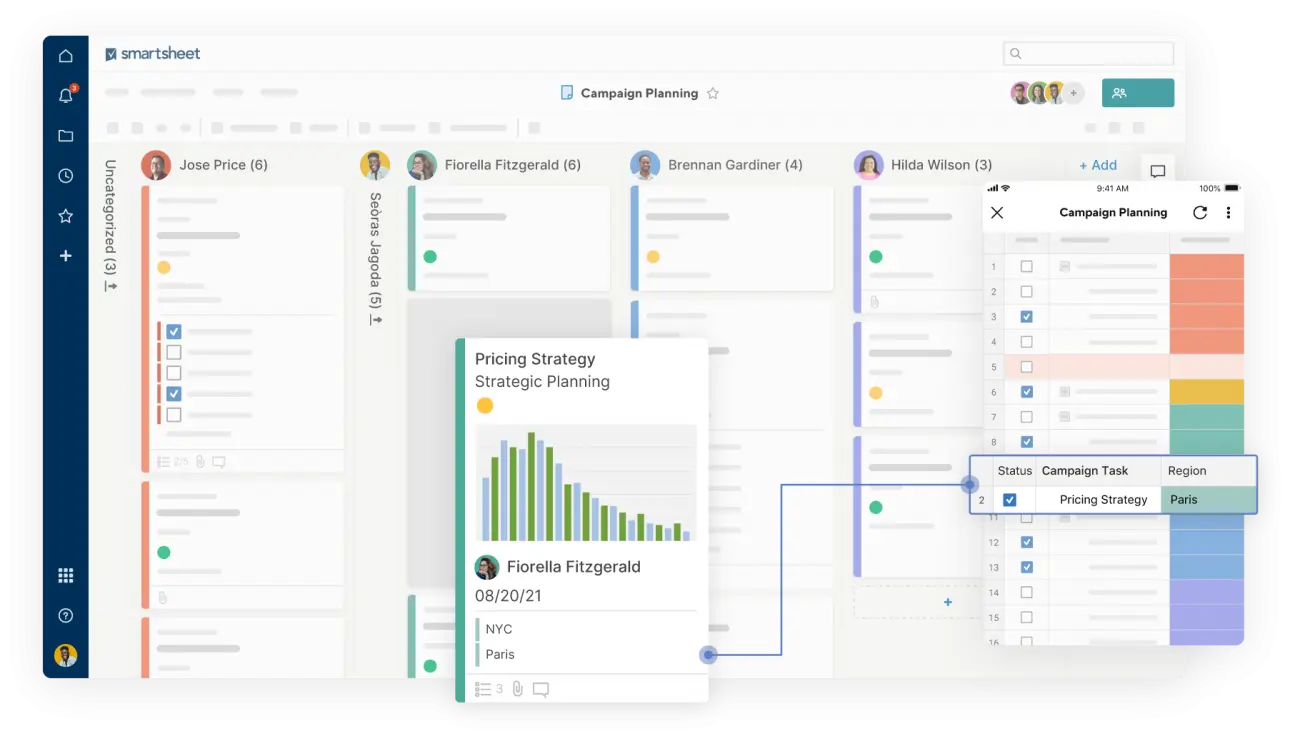 smartsheet
3
Campaign Planning
+
Uncategorized (3)
Jose Price (6)
Seòras Jagoda (5)
Fiorella Fitzgerald (6)
Brennan Gardiner (4)
Hilda Wilson (3)
+ Add
2/5
Pricing Strategy
Strategic Planning
Fiorella Fitzgerald
08/20/21
NYC
Paris
3
+
9:41 AM
100%
Campaign Planning
1
2
3
4
5
6
7
8
Status Campaign Task Region
2 Pricing Strategy Paris
11
12
13
14
15
16